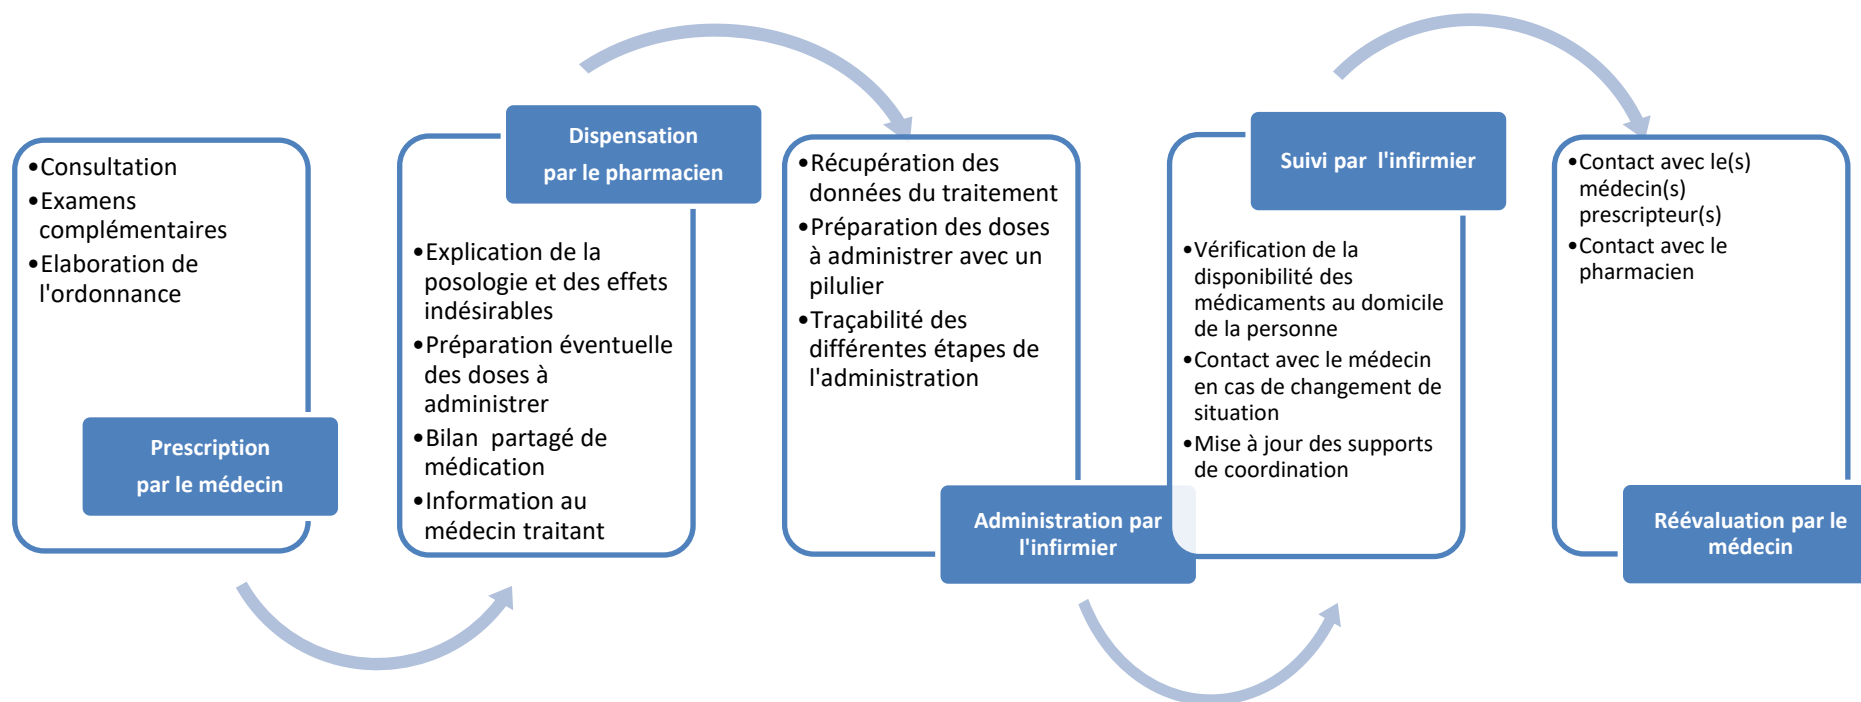 •Consultation
•Examens
complémentaires
•Elaboration de
l'ordonnance
Prescription
par le médecin
Dispensation
par le pharmacien
•Explication de la
posologie et des effets
indésirables
•Préparation éventuelle
des doses à
administrer
•Bilan partagé de
médication
•Information au
médecin traitant
•Récupération des
données du traitement
•Préparation des doses
à administrer avec un
pilulier
•Traçabilité des
différentes étapes de
l'administration
Administration par
l'infirmier
Suivi par l'infirmier
•Vérification de la
disponibilité des
médicaments au domicile
de la personne
•Contact avec le médecin
en cas de changement de
situation
•Mise à jour des supports
de coordination
•Contact avec le(s)
médecin(s)
prescripteur(s)
•Contact avec le
pharmacien
Réévaluation par le
médecin